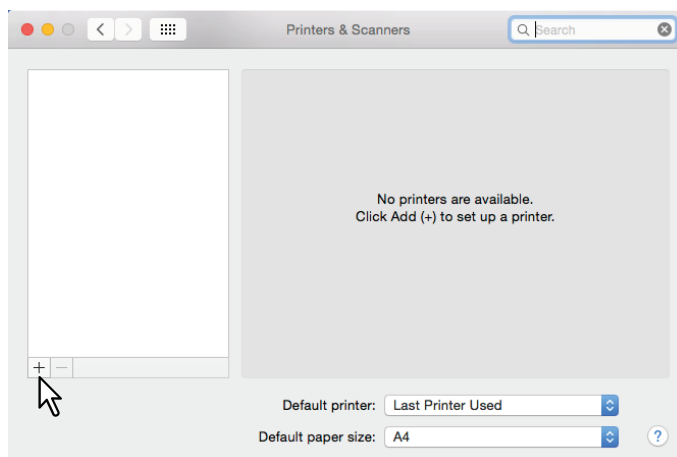 Printers & Scanners
Search
No printers are available.
Click Add (+) to set up a printer.
+ −
Default printer: Last Printer Used
Default paper size: A4
?